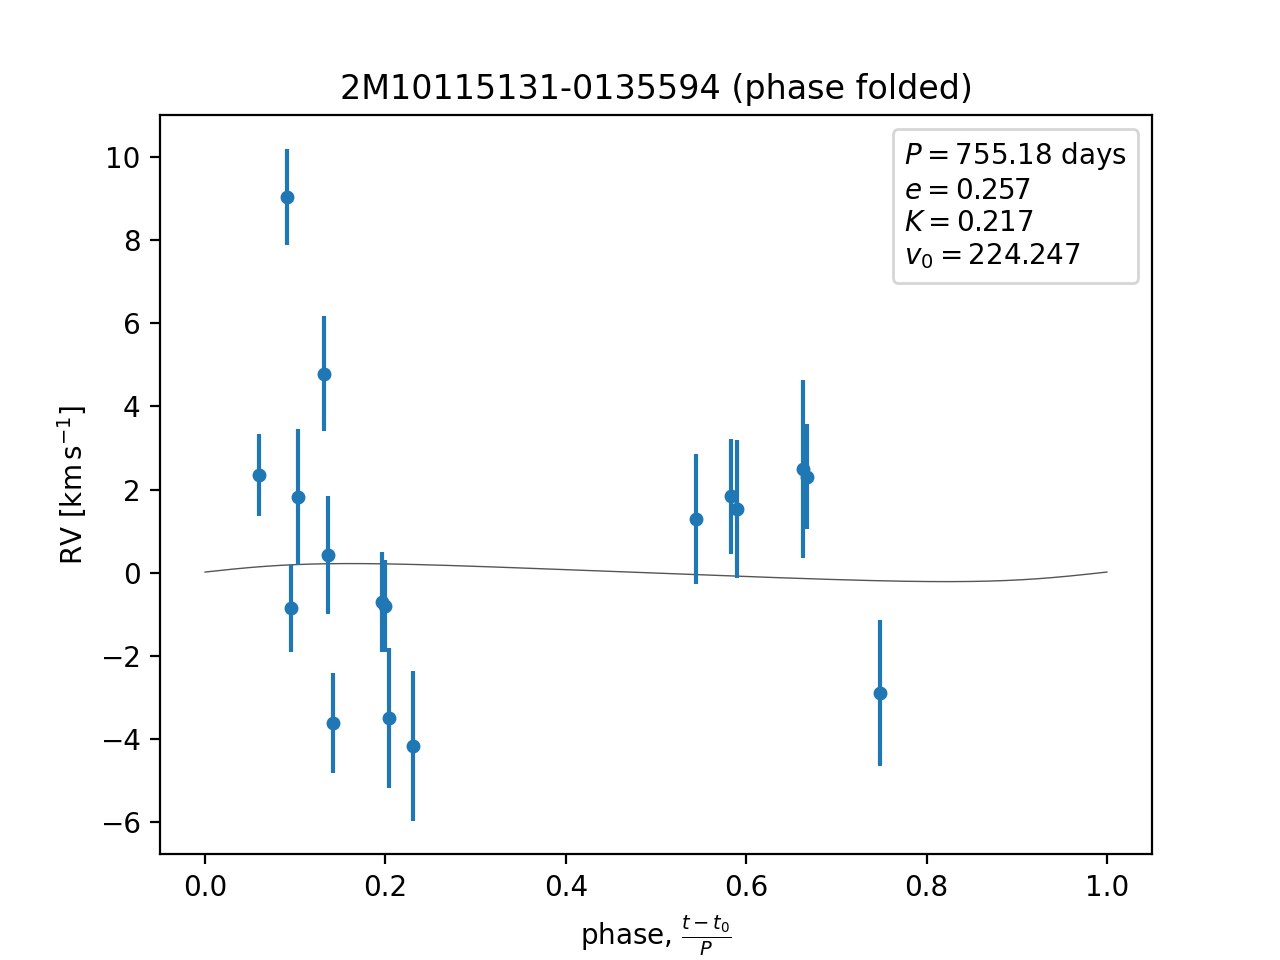 2M10115131-0135594 (phase folded)
P = 755.18 days
e = 0.257
K = 0.217
v₀ = 224.247
RV [km s⁻¹]
10
8
6
4
2
0
−2
−4
−6
0.0 0.2 0.4 0.6 0.8 1.0
phase, (t − t₀)/P